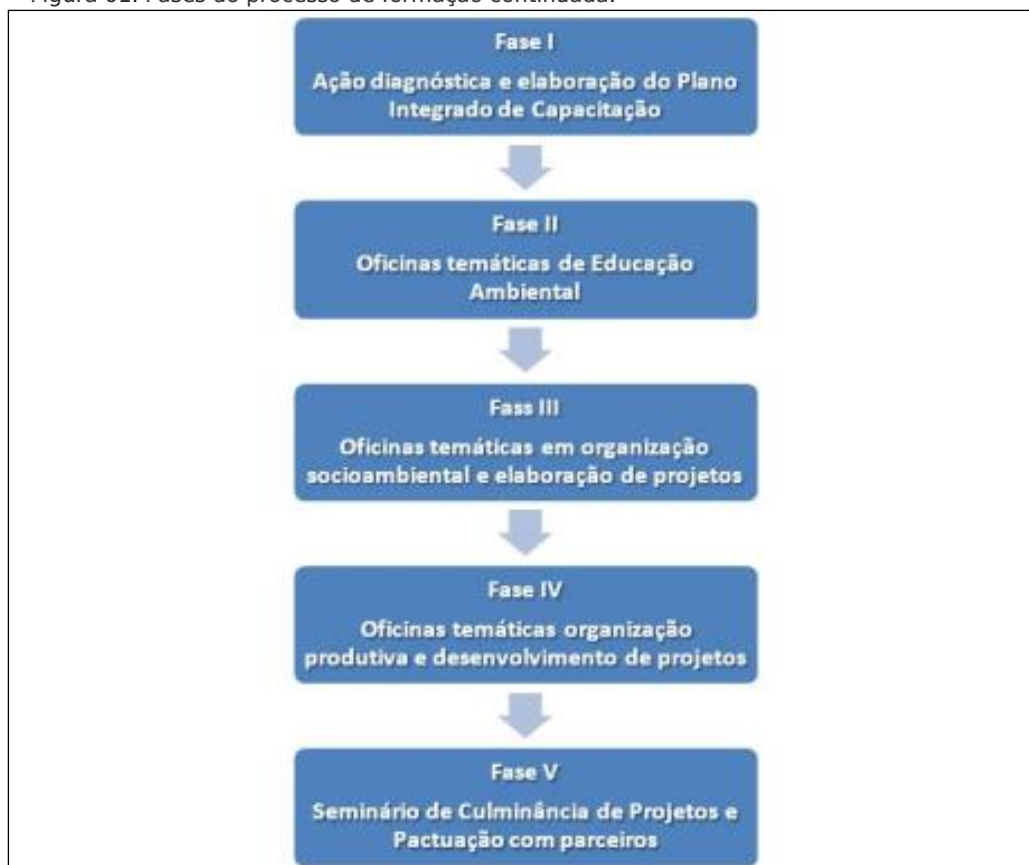 Figura 01: Fases do processo de formação continuada.
Fase I
Ação diagnóstica e elaboração do Plano
Integrado de Capacitação
Fase II
Oficinas temáticas de Educação
Ambiental
Fass III
Oficinas temáticas em organização
socioambiental e elaboração de projetos
Fase IV
Oficinas temáticas organização
produtiva e desenvolvimento de projetos
Fase V
Seminário de Culminância de Projetos e
Pactuação com parceiros